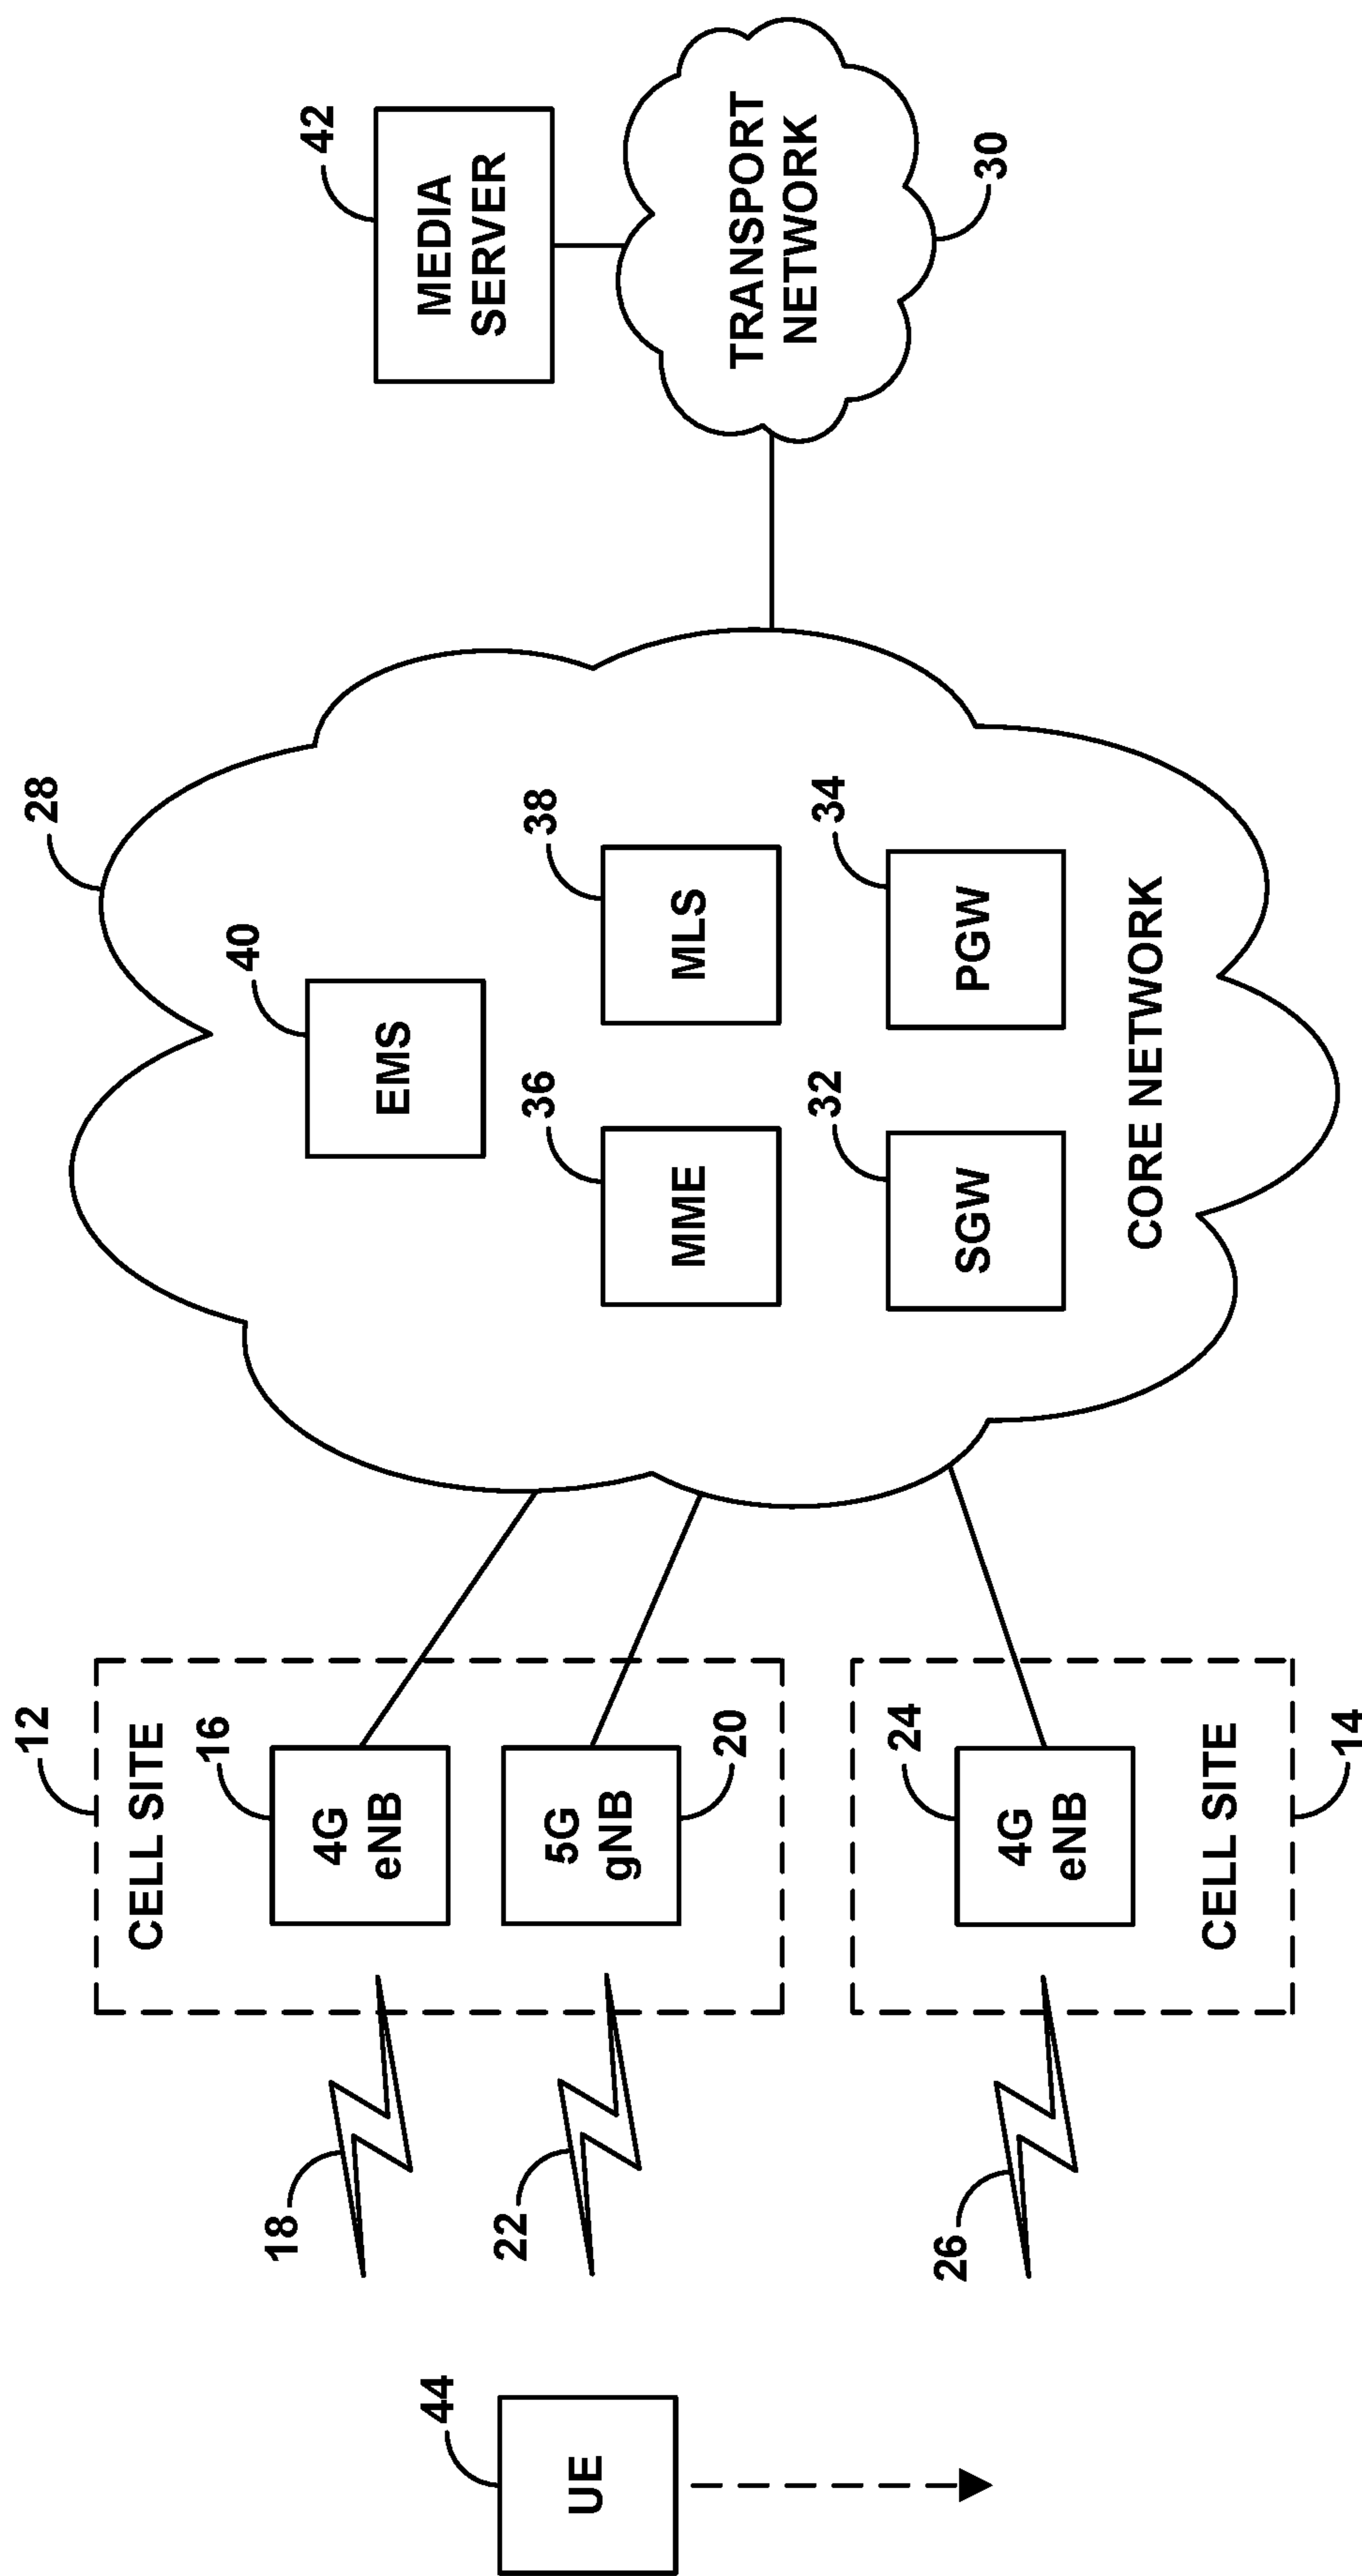 12
CELL SITE
16
4G
eNB
18
5G
gNB
20
22
44
UE
24
4G
eNB
26
CELL SITE
14
28
40
EMS
36
MME
38
MLS
32
SGW
34
PGW
CORE NETWORK
42
MEDIA
SERVER
TRANSPORT
NETWORK
30